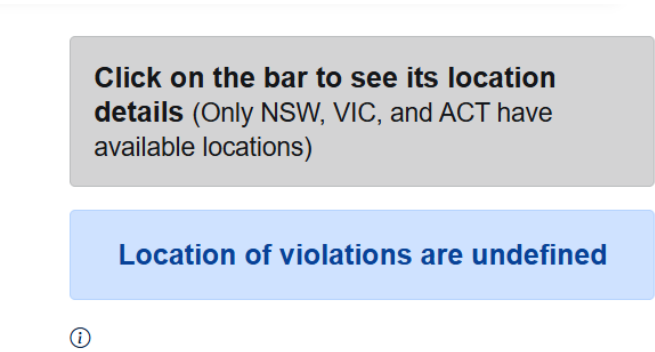 Click on the bar to see its location
details (Only NSW, VIC, and ACT have
available locations)
Location of violations are undefined